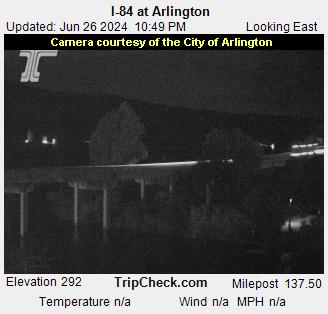 I-84 at Arlington
Updated: Jun 26 2024 10:49 PM Looking East
Camera courtesy of the City of Arlington
Elevation 292 TripCheck.com Milepost 137.50
Temperature n/a Wind n/a MPH n/a